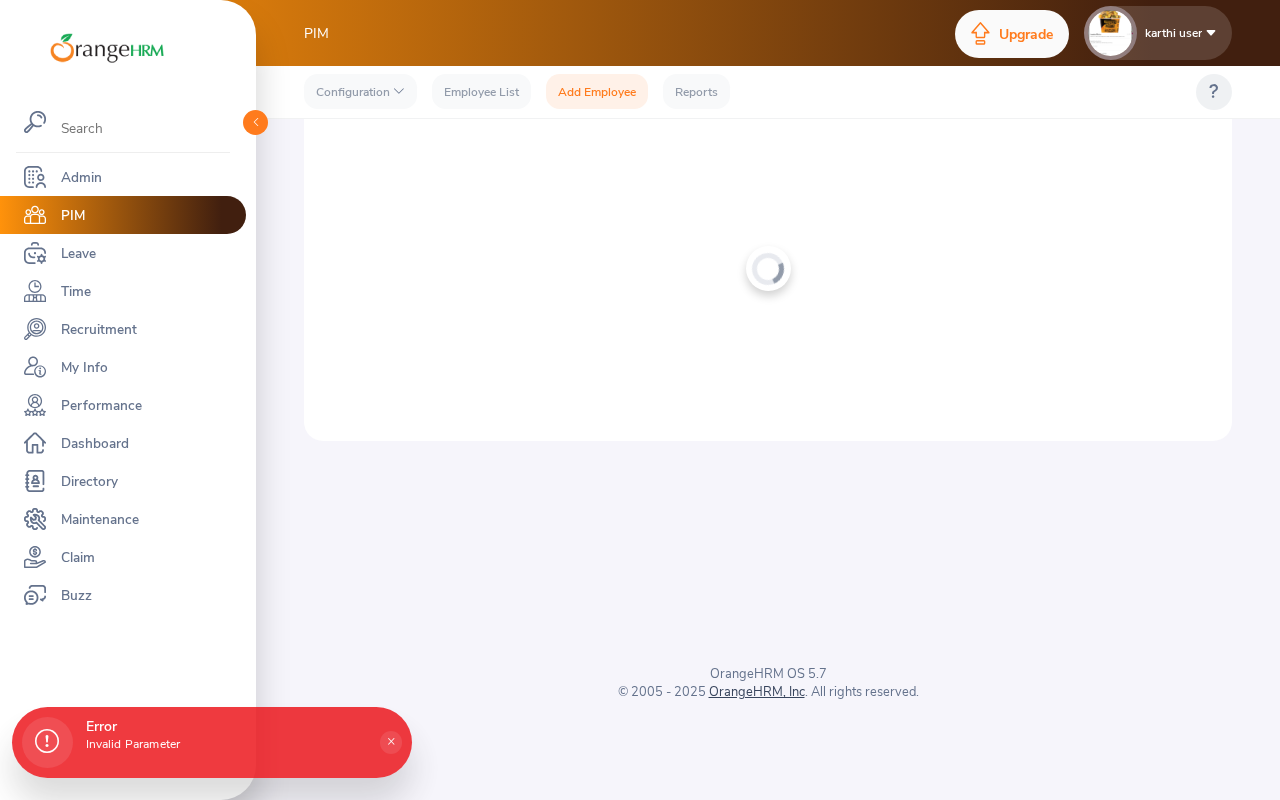 orangeHRM
PIM
Upgrade
karthi user
Configuration
Employee List
Add Employee
Reports
?
Search
Admin
PIM
Leave
Time
Recruitment
My Info
Performance
Dashboard
Directory
Maintenance
Claim
Buzz
OrangeHRM OS 5.7
© 2005 - 2025 OrangeHRM, Inc. All rights reserved.
Error
Invalid Parameter
×